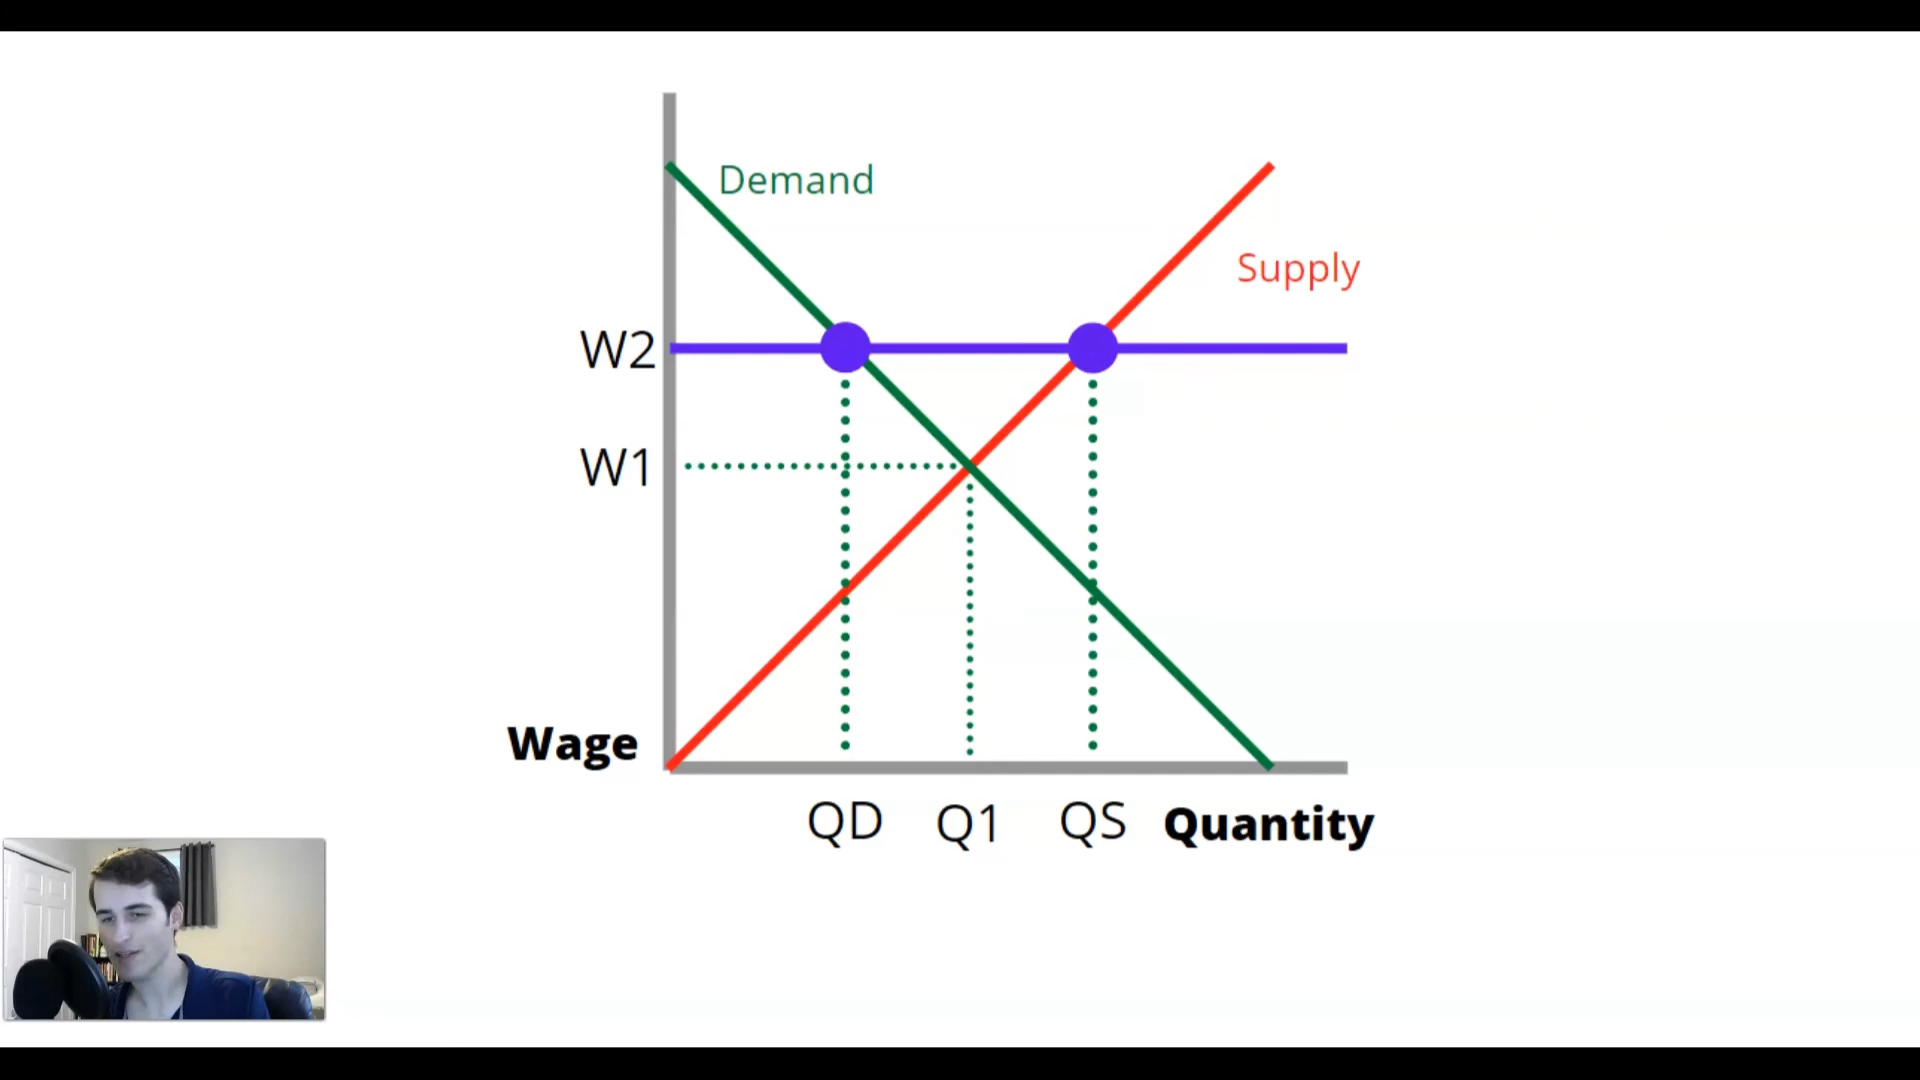 Demand
Supply
W2
W1
Wage
QD Q1 QS Quantity